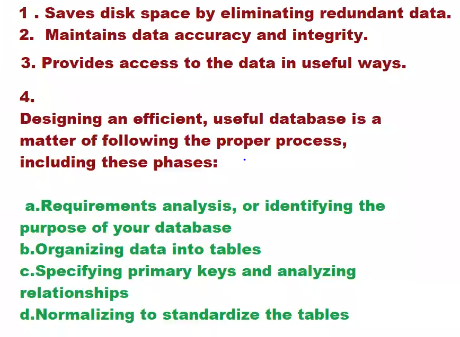 1 . Saves disk space by eliminating redundant data.
2. Maintains data accuracy and integrity.
3. Provides access to the data in useful ways.
4.
Designing an efficient, useful database is a
matter of following the proper process,
including these phases:
a.Requirements analysis, or identifying the
purpose of your database
b.Organizing data into tables
c.Specifying primary keys and analyzing
relationships
d.Normalizing to standardize the tables